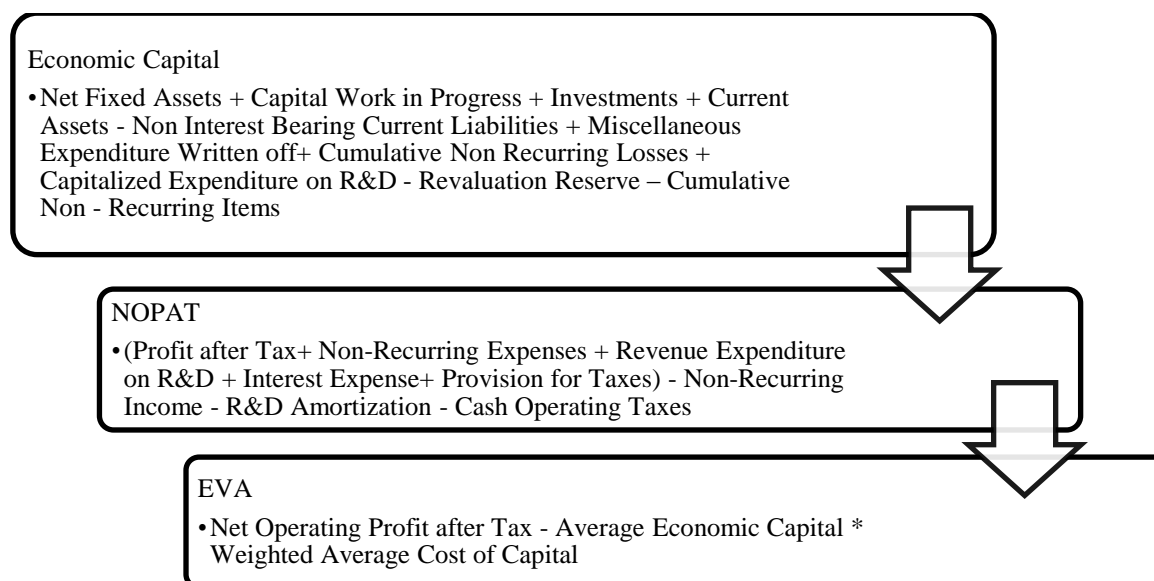 Economic Capital
•Net Fixed Assets + Capital Work in Progress + Investments + Current
Assets - Non Interest Bearing Current Liabilities + Miscellaneous
Expenditure Written off+ Cumulative Non Recurring Losses +
Capitalized Expenditure on R&D - Revaluation Reserve – Cumulative
Non - Recurring Items
NOPAT
•(Profit after Tax+ Non-Recurring Expenses + Revenue Expenditure
on R&D + Interest Expense+ Provision for Taxes) - Non-Recurring
Income - R&D Amortization - Cash Operating Taxes
EVA
•Net Operating Profit after Tax - Average Economic Capital *
Weighted Average Cost of Capital